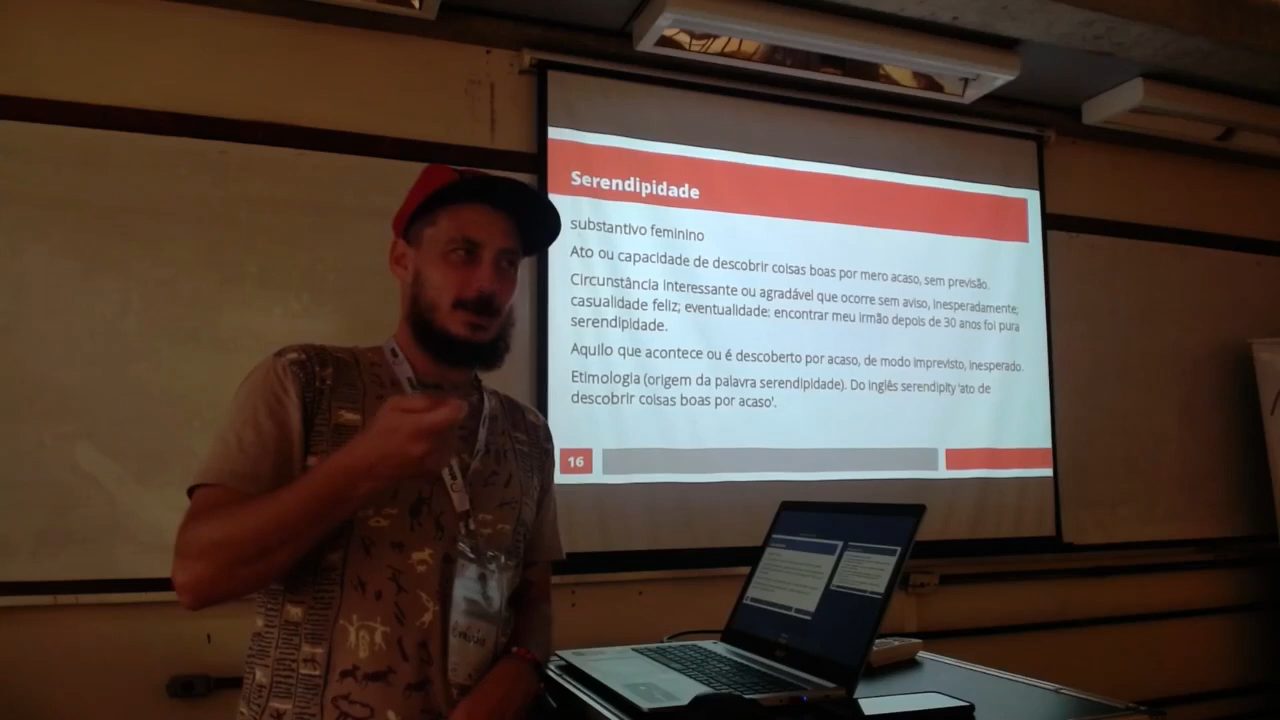 Serendipidade
substantivo feminino
Ato ou capacidade de descobrir coisas boas por mero acaso, sem previsão.
Circunstância interessante ou agradável que ocorre sem aviso, inesperadamente;
casualidade feliz; eventualidade: encontrar meu irmão depois de 30 anos foi pura
serendipidade.
Aquilo que acontece ou é descoberto por acaso, de modo imprevisto, inesperado.
Etimologia (origem da palavra serendipidade). Do inglês serendipity 'ato de
descobrir coisas boas por acaso'.
16